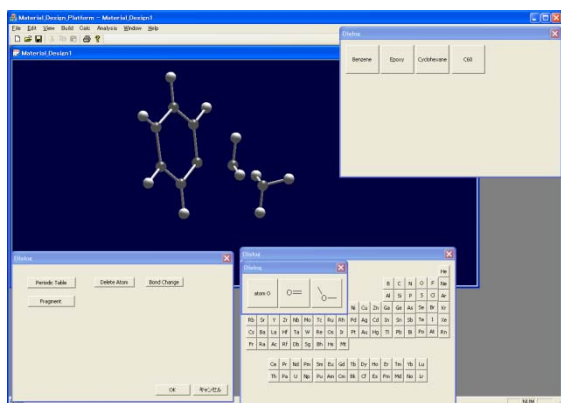 Material_Design_Platform - Material_Design1
File Edit View Build Calc Analysis Window Help
Material_Design1
Dialog
Benzene Epoxy Cyclohexane C60
Dialog
Periodic Table Delete Atom Bond Change
Fragment
OK キャンセル
Dialog
Dialog
atom O O= O
He
B C N O F Ne
Al Si P S Cl Ar
Ni Cu Zn Ga Ge As Se Br Kr
Rb Sr Y Zr Nb Mo Tc Ru Rh Pd Ag Cd In Sn Sb Te I Xe
Cs Ba La Hf Ta W Re Os Ir Pt Au Hg Tl Pb Bi Po At Rn
Fr Ra Ac Rf Db Sg Bh Hs Mt
Ce Pr Nd Pm Sm Eu Gd Tb Dy Ho Er Tm Yb Lu
Th Pa U Np Pu Am Cm Bk Cf Es Fm Md No Lr
NUM